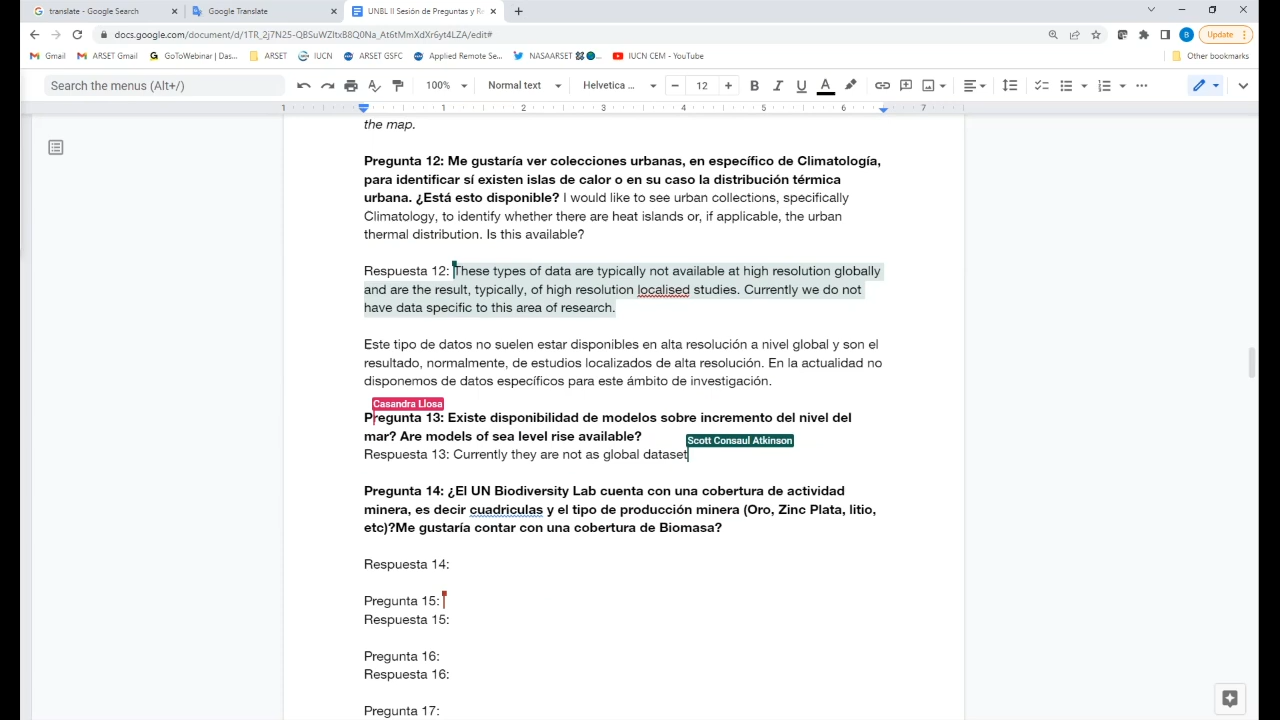 translate - Google Search
Google Translate
UNBL II Sesión de Preguntas y Re
docs.google.com/document/d/1TR_2j7N25-QBSuWZItxB8Q0Na_At6tMmXdXr6yt4LZA/edit#
B
Update
Gmail
ARSET Gmail
GoToWebinar | Das...
ARSET
IUCN
ARSET GSFC
Applied Remote Se...
NASAARSET
IUCN CEM - YouTube
Other bookmarks
Search the menus (Alt+/)
100%
Normal text
Helvetica ...
12
B I U A
1 1 2 3 4 5 6 7
the map.
Pregunta 12: Me gustaría ver colecciones urbanas, en específico de Climatología,
para identificar sí existen islas de calor o en su caso la distribución térmica
urbana. ¿Está esto disponible? I would like to see urban collections, specifically
Climatology, to identify whether there are heat islands or, if applicable, the urban
thermal distribution. Is this available?
Respuesta 12: These types of data are typically not available at high resolution globally
and are the result, typically, of high resolution localised studies. Currently we do not
have data specific to this area of research.
Este tipo de datos no suelen estar disponibles en alta resolución a nivel global y son el
resultado, normalmente, de estudios localizados de alta resolución. En la actualidad no
disponemos de datos específicos para este ámbito de investigación.
Casandra Llosa
Pregunta 13: Existe disponibilidad de modelos sobre incremento del nivel del
mar? Are models of sea level rise available?
Scott Consaul Atkinson
Respuesta 13: Currently they are not as global dataset
Pregunta 14: ¿El UN Biodiversity Lab cuenta con una cobertura de actividad
minera, es decir cuadriculas y el tipo de producción minera (Oro, Zinc Plata, litio,
etc)?Me gustaría contar con una cobertura de Biomasa?
Respuesta 14:
Pregunta 15:
Respuesta 15:
Pregunta 16:
Respuesta 16:
Pregunta 17: